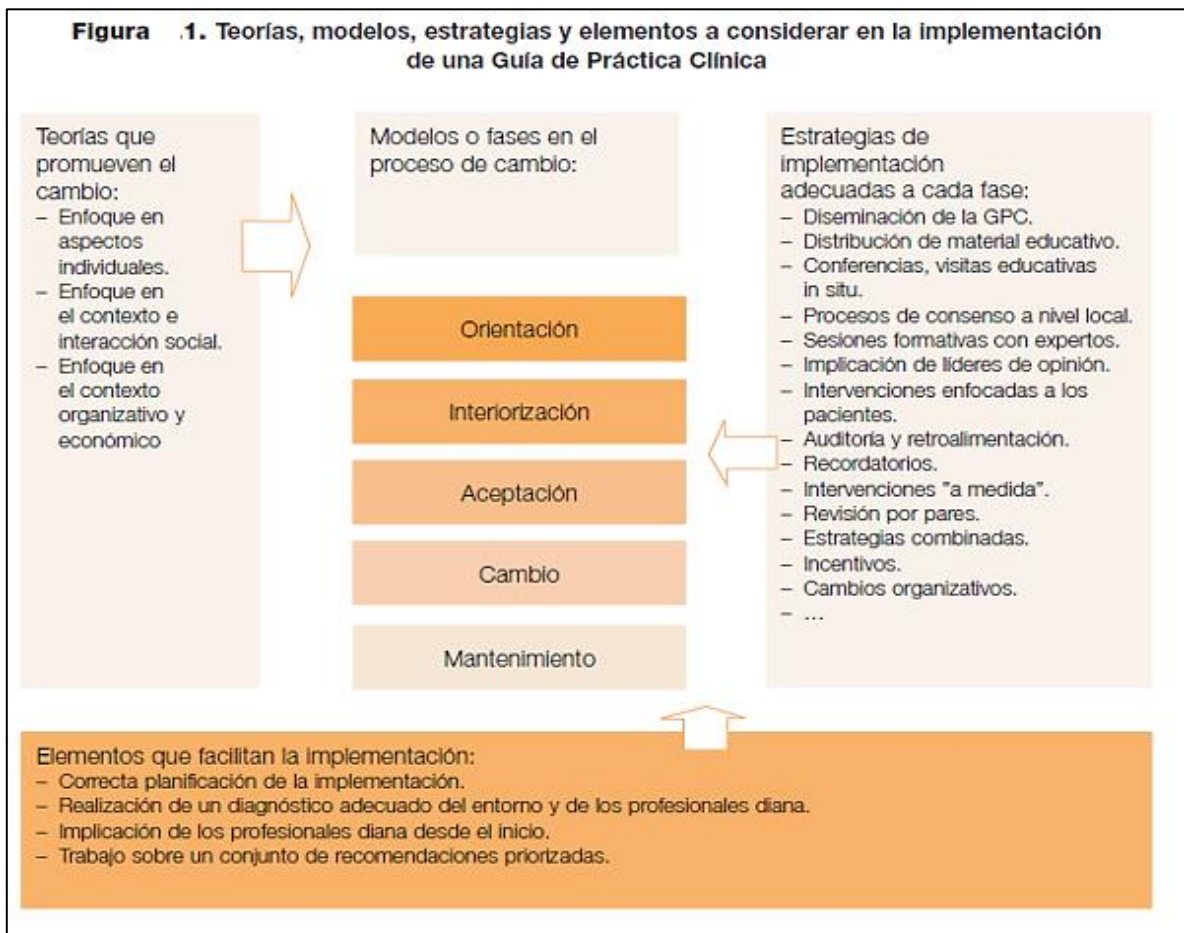 Figura .1. Teorías, modelos, estrategias y elementos a considerar en la implementación
de una Guía de Práctica Clínica
Teorías que
promueven el
cambio:
– Enfoque en
aspectos
individuales.
– Enfoque en
el contexto e
interacción social.
– Enfoque en
el contexto
organizativo y
económico
Modelos o fases en el
proceso de cambio:
Orientación
Interiorización
Aceptación
Cambio
Mantenimiento
Estrategias de
implementación
adecuadas a cada fase:
– Diseminación de la GPC.
– Distribución de material educativo.
– Conferencias, visitas educativas
in situ.
– Procesos de consenso a nivel local.
– Sesiones formativas con expertos.
– Implicación de líderes de opinión.
– Intervenciones enfocadas a los
pacientes.
– Auditoría y retroalimentación.
– Recordatorios.
– Intervenciones "a medida".
– Revisión por pares.
– Estrategias combinadas.
– Incentivos.
– Cambios organizativos.
– ...
Elementos que facilitan la implementación:
– Correcta planificación de la implementación.
– Realización de un diagnóstico adecuado del entorno y de los profesionales diana.
– Implicación de los profesionales diana desde el inicio.
– Trabajo sobre un conjunto de recomendaciones priorizadas.